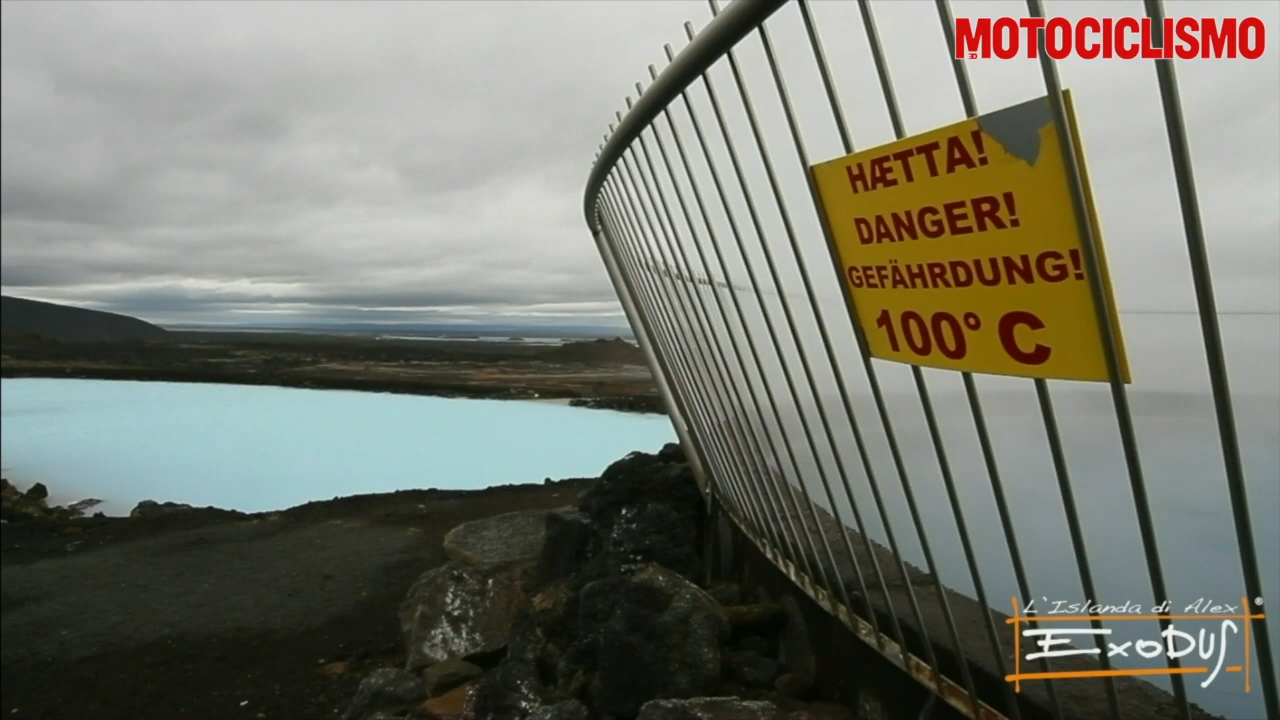 MOTOCICLISMO
HÆTTA!
DANGER!
GEFÄHRDUNG!
100° C
L'Islanda di Alex
EXODUS